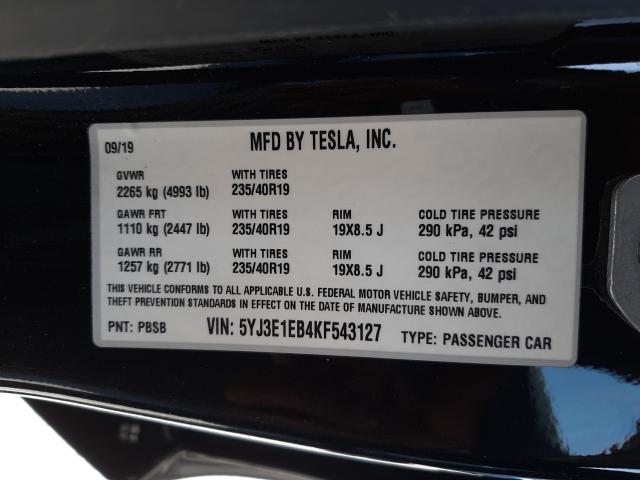 MFD BY TESLA, INC.
09/19
GVWR WITH TIRES
2265 kg (4993 lb) 235/40R19
GAWR FRT WITH TIRES RIM COLD TIRE PRESSURE
1110 kg (2447 lb) 235/40R19 19X8.5 J 290 kPa, 42 psi
GAWR RR WITH TIRES RIM COLD TIRE PRESSURE
1257 kg (2771 lb) 235/40R19 19X8.5 J 290 kPa, 42 psi
THIS VEHICLE CONFORMS TO ALL APPLICABLE U.S. FEDERAL MOTOR VEHICLE SAFETY, BUMPER, AND
THEFT PREVENTION STANDARDS IN EFFECT ON THE DATE OF MANUFACTURE SHOWN ABOVE.
PNT: PBSB VIN: 5YJ3E1EB4KF543127 TYPE: PASSENGER CAR